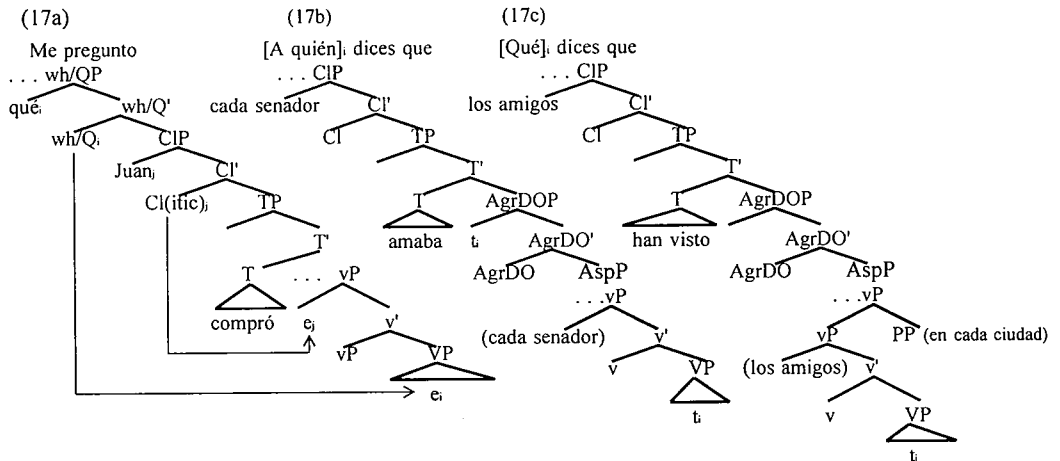 (17a) (17b) (17c)
Me pregunto [A quién]ᵢ dices que [Qué]ᵢ dices que
. . . wh/QP . . . ClP . . . ClP
quéᵢ wh/Q' cada senador Cl' los amigos Cl'
wh/Qᵢ ClP Cl TP Cl TP
Juanⱼ Cl' T' T'
Cl(ific)ⱼ TP T AgrDOP T AgrDOP
amaba tᵢ AgrDO' han visto AgrDO'
T' AgrDO AspP AgrDO AspP
T . . . vP . . . vP . . . vP
compró eⱼ v' (cada senador) v' vP PP (en cada ciudad)
vP VP v VP (los amigos) v'
eᵢ tᵢ v VP
tᵢ